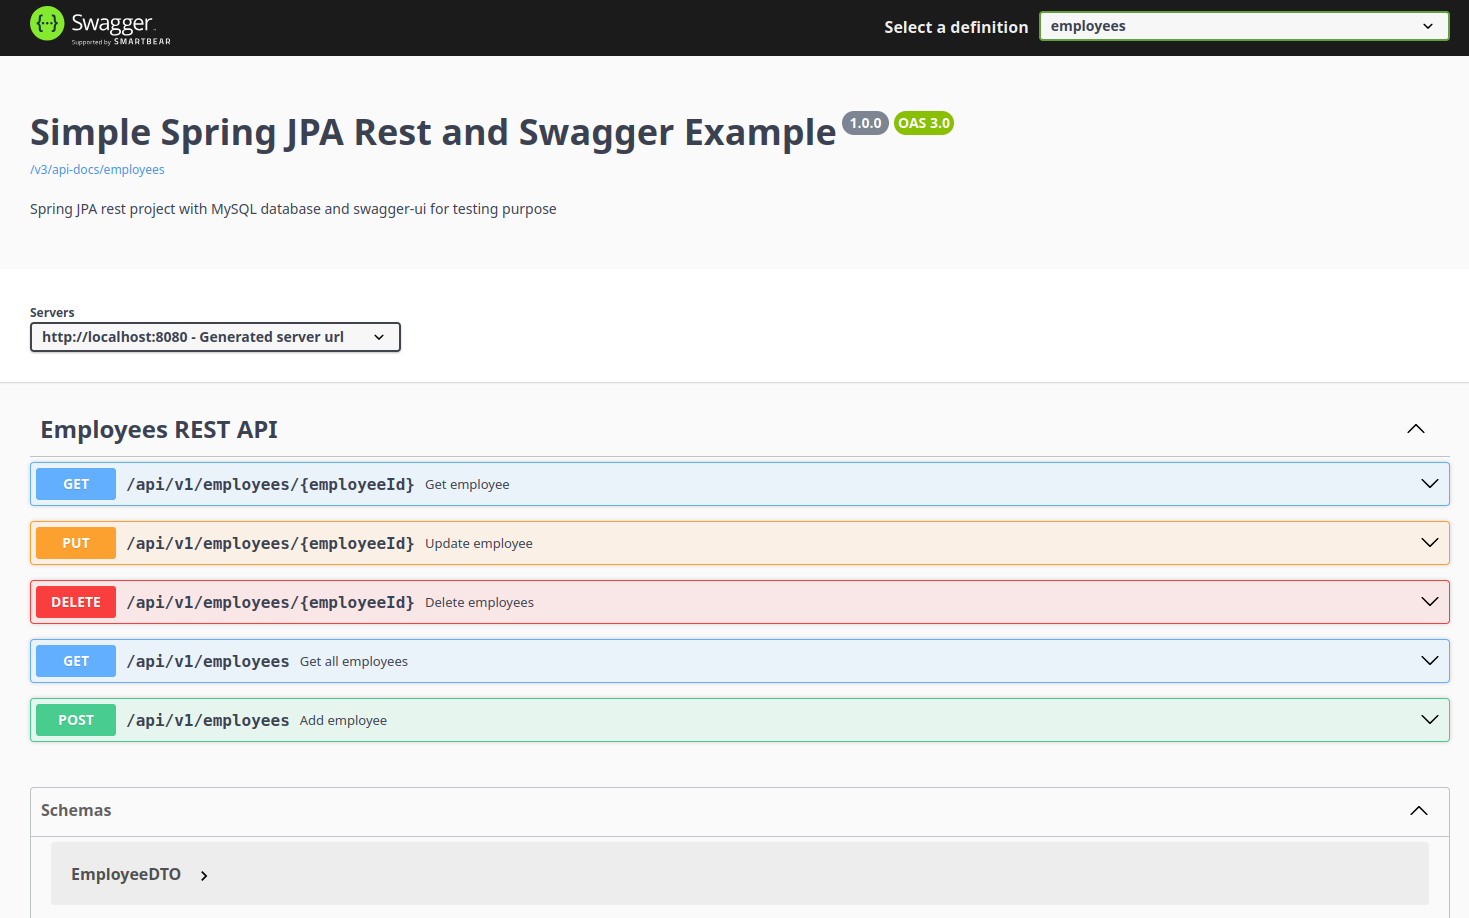 Swagger
Supported by SMARTBEAR
Select a definition
employees
Simple Spring JPA Rest and Swagger Example 1.0.0 OAS 3.0
/v3/api-docs/employees
Spring JPA rest project with MySQL database and swagger-ui for testing purpose
Servers
http://localhost:8080 - Generated server url
Employees REST API
GET /api/v1/employees/{employeeId} Get employee
PUT /api/v1/employees/{employeeId} Update employee
DELETE /api/v1/employees/{employeeId} Delete employees
GET /api/v1/employees Get all employees
POST /api/v1/employees Add employee
Schemas
EmployeeDTO